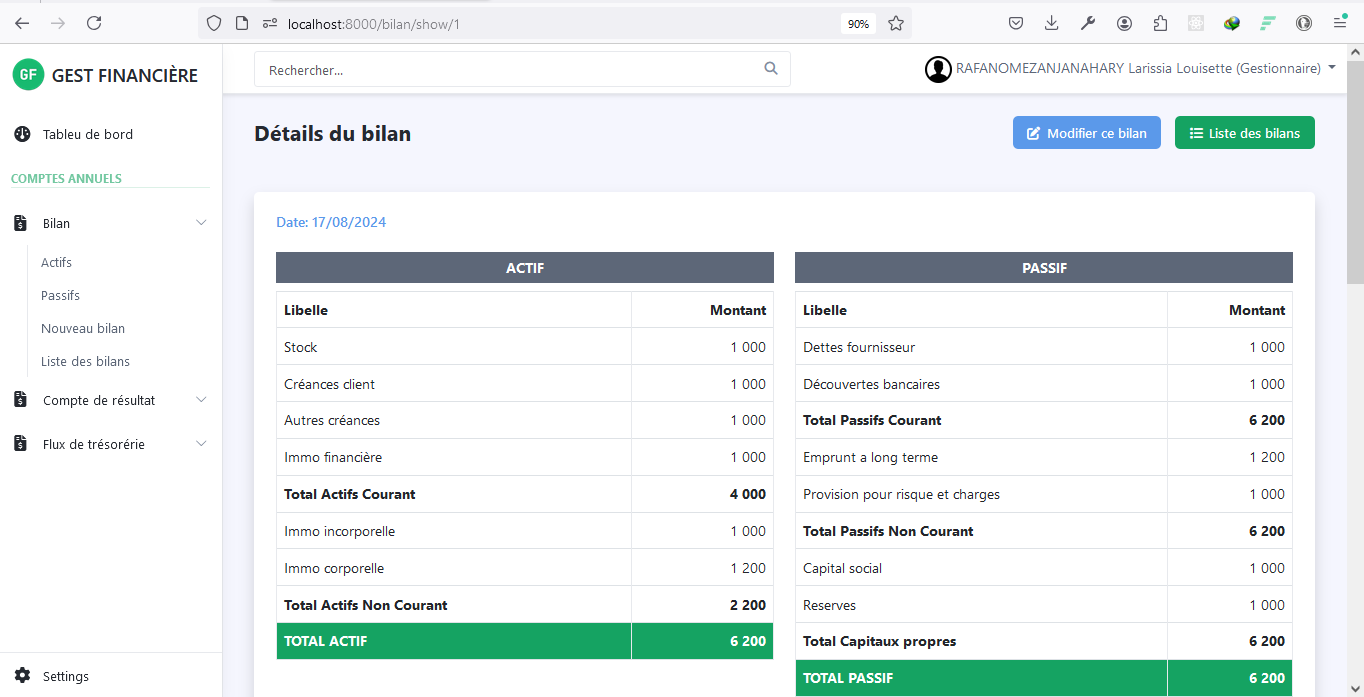 localhost:8000/bilan/show/1
90%
GF GEST FINANCIÈRE
Rechercher...
RAFANOMEZANJANAHARY Larissia Louisette (Gestionnaire)
Tableu de bord
COMPTES ANNUELS
Bilan
Actifs
Passifs
Nouveau bilan
Liste des bilans
Compte de résultat
Flux de trésorérie
Settings
Détails du bilan
Modifier ce bilan
Liste des bilans
Date: 17/08/2024
ACTIF
Libelle Montant
Stock 1 000
Créances client 1 000
Autres créances 1 000
Immo financière 1 000
Total Actifs Courant 4 000
Immo incorporelle 1 000
Immo corporelle 1 200
Total Actifs Non Courant 2 200
TOTAL ACTIF 6 200
PASSIF
Libelle Montant
Dettes fournisseur 1 000
Découvertes bancaires 1 000
Total Passifs Courant 6 200
Emprunt a long terme 1 200
Provision pour risque et charges 1 000
Total Passifs Non Courant 6 200
Capital social 1 000
Reserves 1 000
Total Capitaux propres 6 200
TOTAL PASSIF 6 200